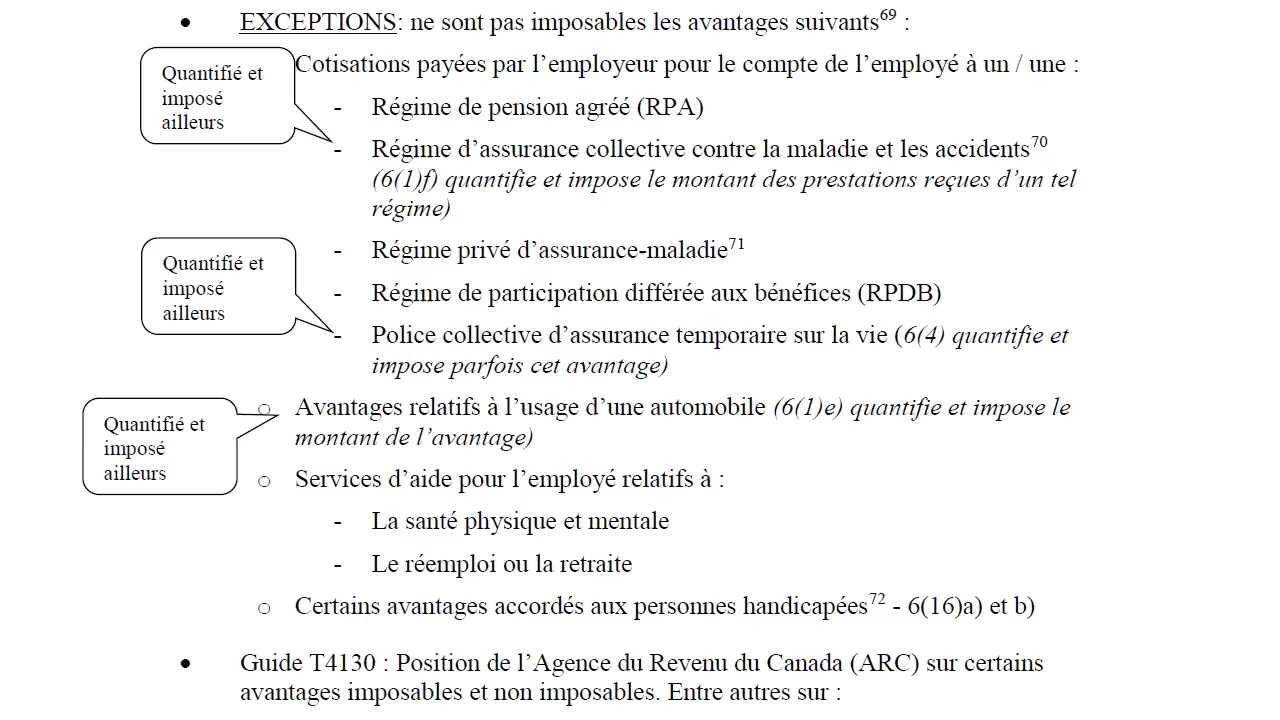 • EXCEPTIONS: ne sont pas imposables les avantages suivants69 :
Quantifié et
imposé
ailleurs
Cotisations payées par l’employeur pour le compte de l’employé à un / une :
- Régime de pension agréé (RPA)
- Régime d’assurance collective contre la maladie et les accidents70
(6(1)f) quantifie et impose le montant des prestations reçues d’un tel
régime)
- Régime privé d’assurance-maladie71
Quantifié et
imposé
ailleurs
- Régime de participation différée aux bénéfices (RPDB)
- Police collective d’assurance temporaire sur la vie (6(4) quantifie et
impose parfois cet avantage)
Quantifié et
imposé
ailleurs
o Avantages relatifs à l’usage d’une automobile (6(1)e) quantifie et impose le
montant de l’avantage)
o Services d’aide pour l’employé relatifs à :
- La santé physique et mentale
- Le réemploi ou la retraite
o Certains avantages accordés aux personnes handicapées72 - 6(16)a) et b)
• Guide T4130 : Position de l’Agence du Revenu du Canada (ARC) sur certains
avantages imposables et non imposables. Entre autres sur :